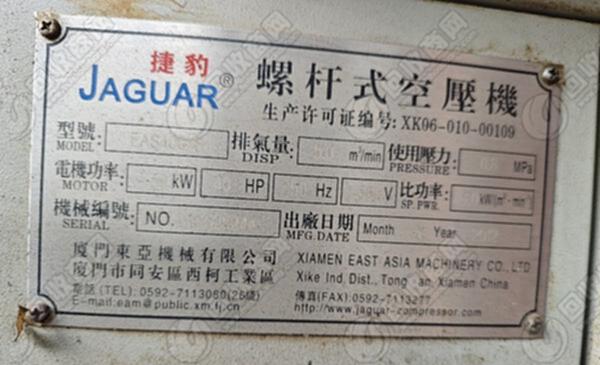 捷豹
JAGUAR®
螺杆式空壓機
生产许可证编号: XK06-010-00109
型號: MODEL 排氣量: DISP m³/min 使用壓力: PRESSURE MPa
電機功率: MOTOR kW HP Hz V 比功率: SP. PWR. kW(m³·min)
機械編號: SERIAL NO. 出廠日期 MFG.DATE Month Year
廈門東亞機械有限公司 XIAMEN EAST ASIA MACHINERY CO., LTD
廈門市同安區西柯工業區 Xike Ind. Dist., Tong an Xiamen China
電話 (TEL): 0592-7113060(26線) 傳真(FAX):0592-7113277
E-mail:eam@public.xm.fj.cn http://www.jaguar-compressor.com